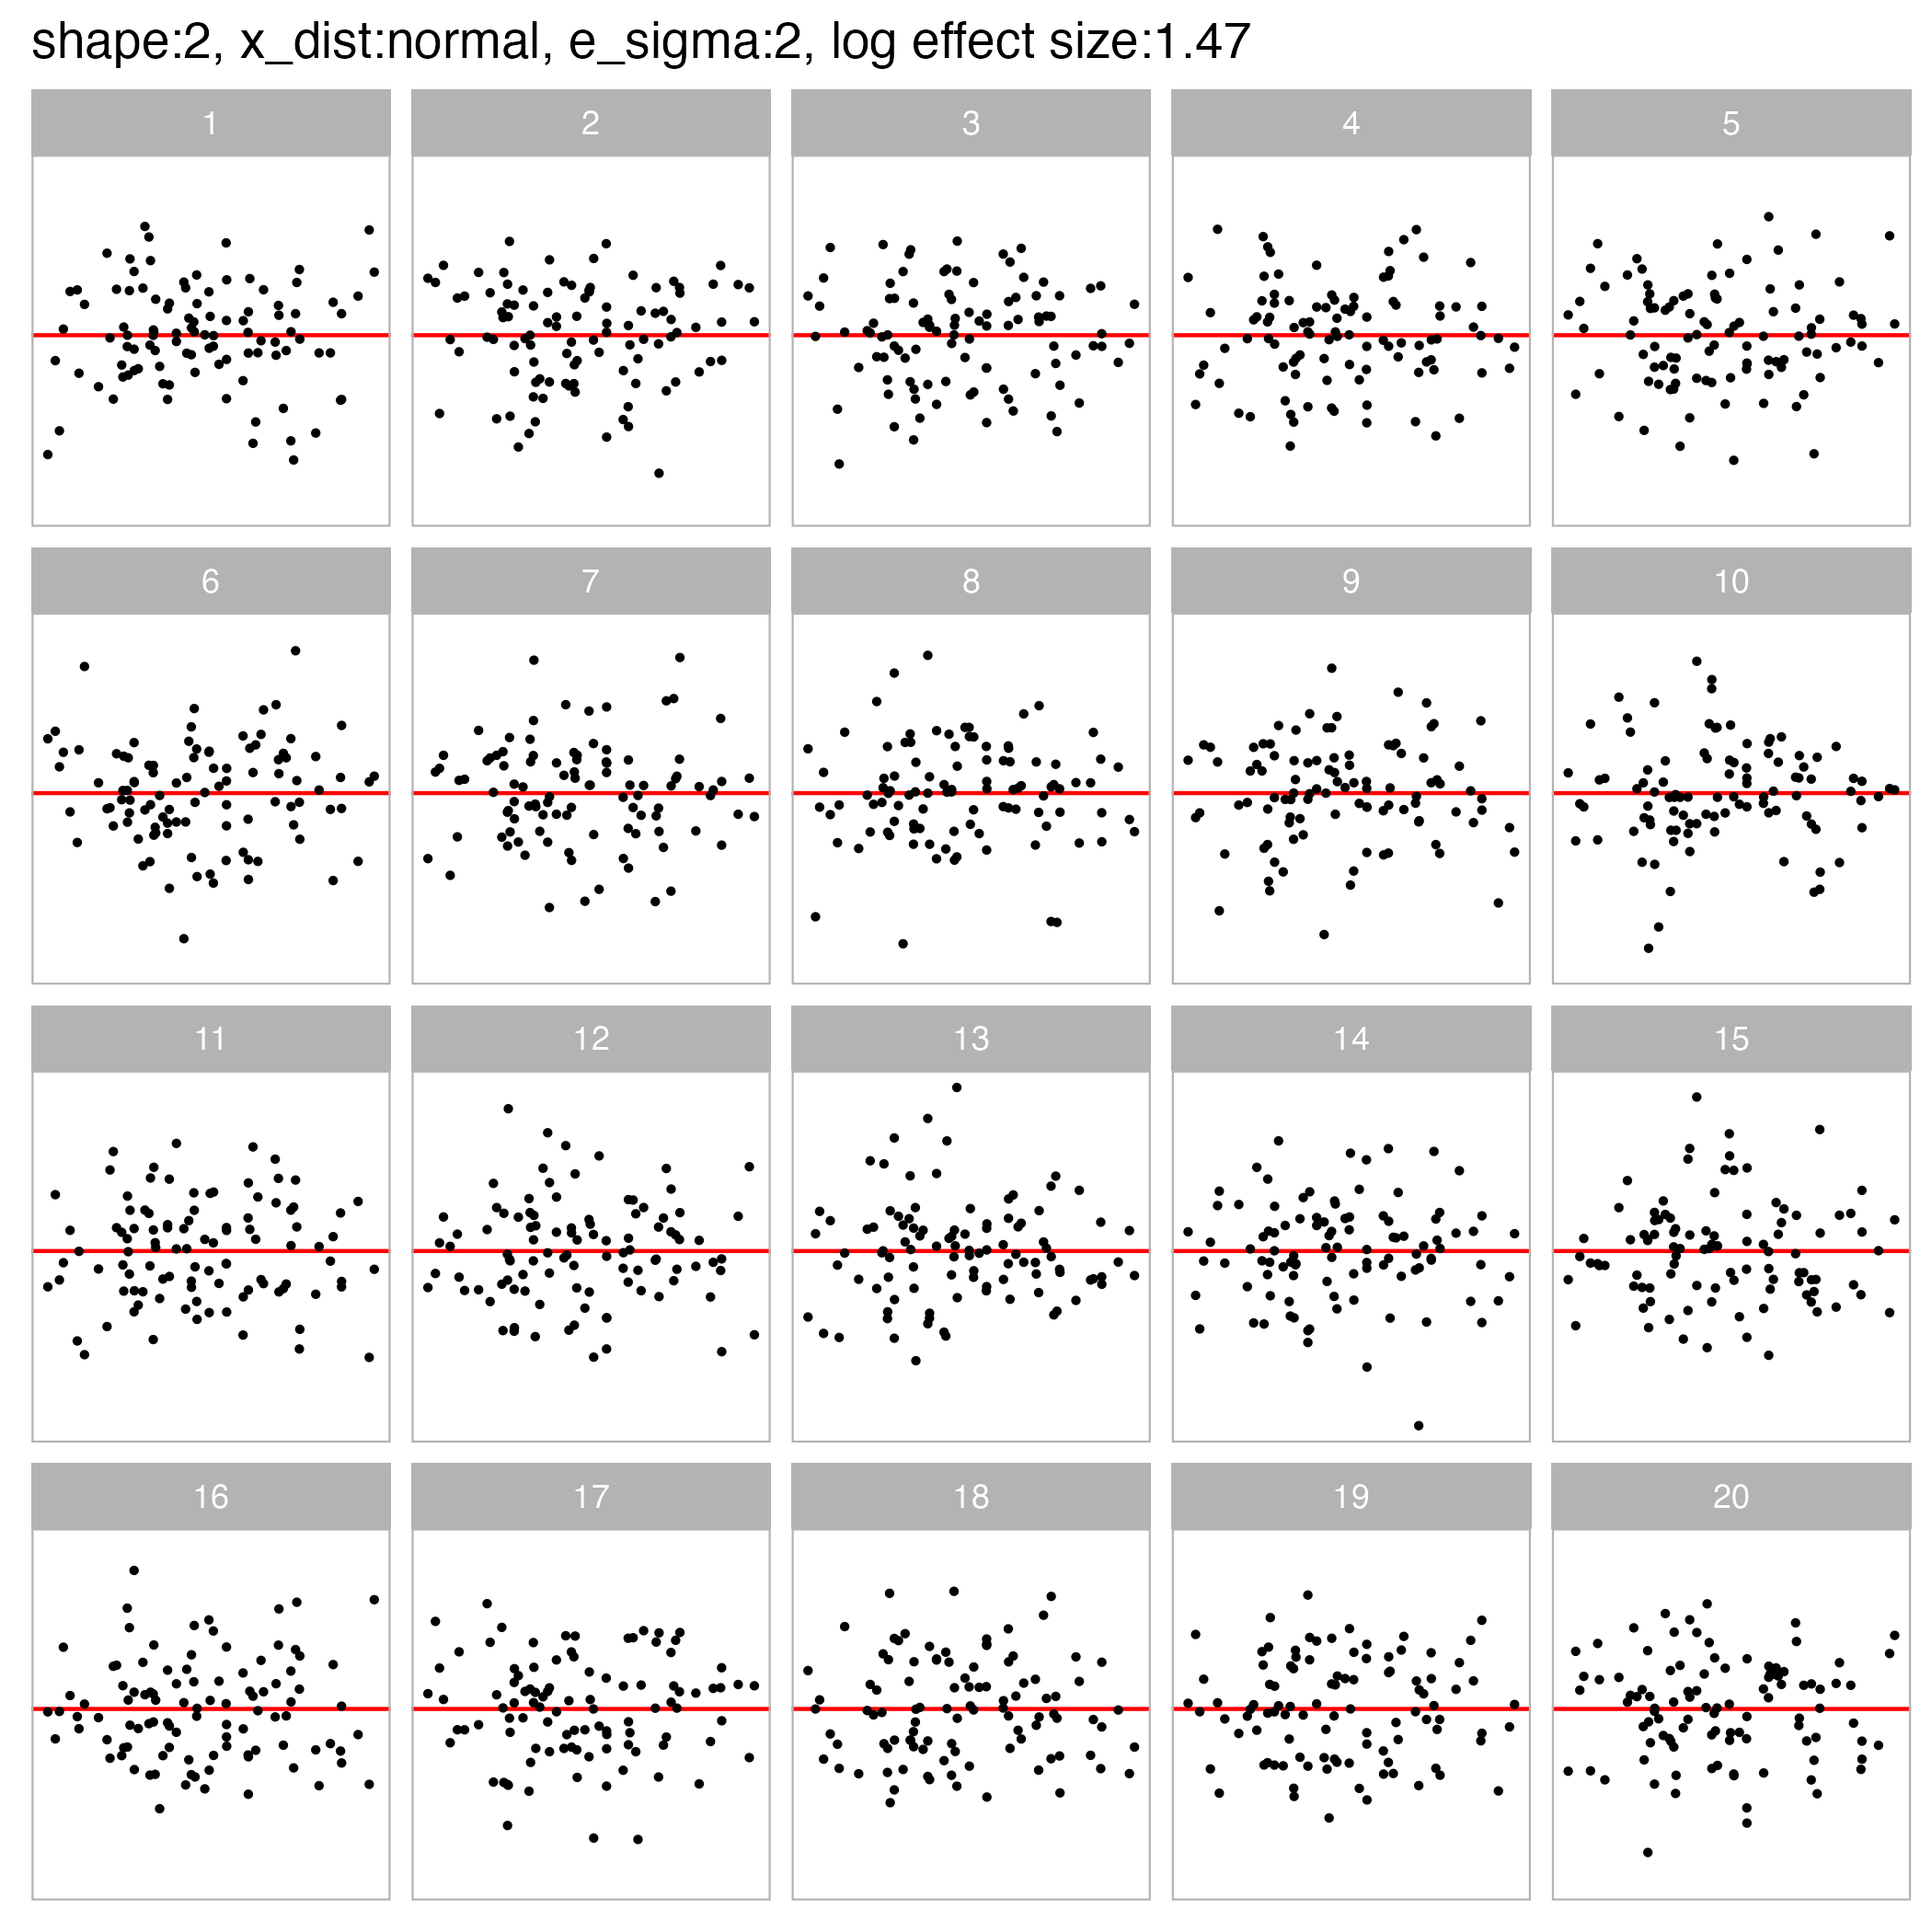 shape:2, x_dist:normal, e_sigma:2, log effect size:1.47
1 2 3 4 5
6 7 8 9 10
11 12 13 14 15
16 17 18 19 20